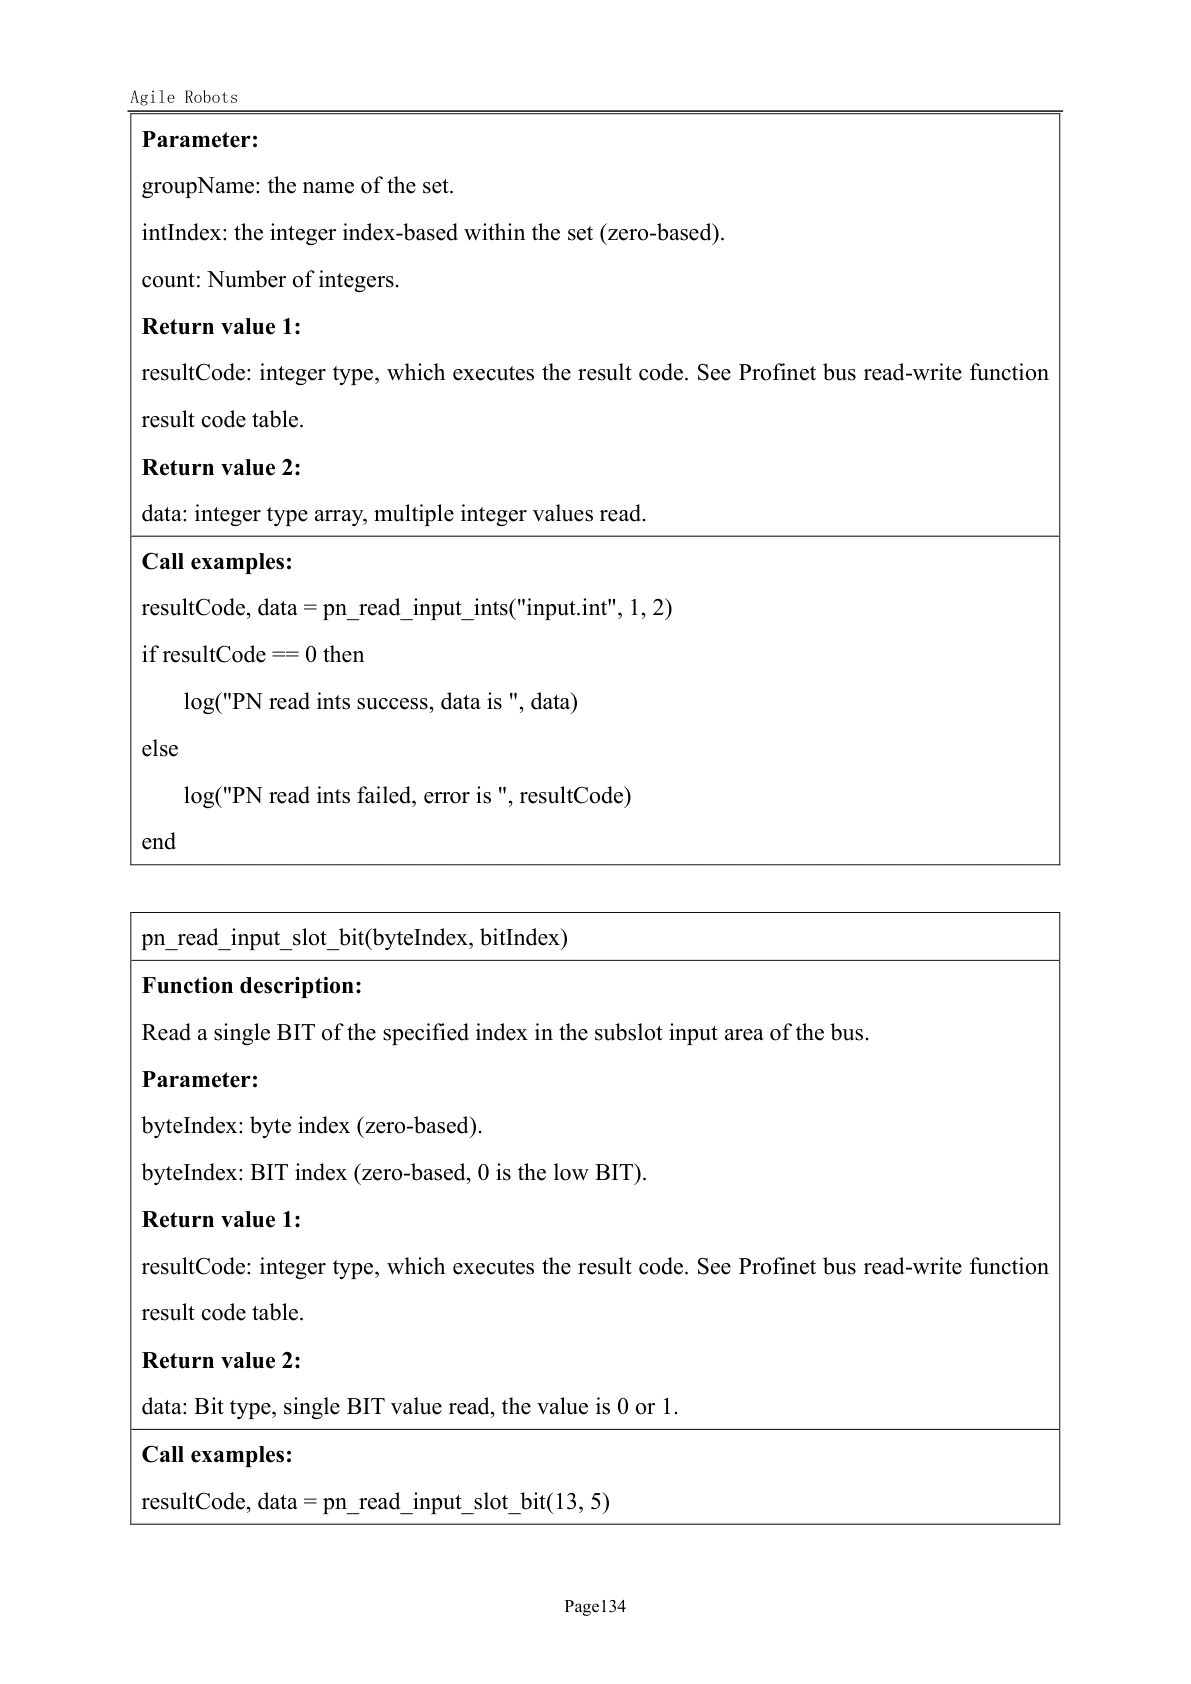 Agile Robots
Parameter:
groupName: the name of the set.
intIndex: the integer index-based within the set (zero-based).
count: Number of integers.
Return value 1:
resultCode: integer type, which executes the result code. See Profinet bus read-write function
result code table.
Return value 2:
data: integer type array, multiple integer values read.
Call examples:
resultCode, data = pn_read_input_ints("input.int", 1, 2)
if resultCode == 0 then
log("PN read ints success, data is ", data)
else
log("PN read ints failed, error is ", resultCode)
end
pn_read_input_slot_bit(byteIndex, bitIndex)
Function description:
Read a single BIT of the specified index in the subslot input area of the bus.
Parameter:
byteIndex: byte index (zero-based).
byteIndex: BIT index (zero-based, 0 is the low BIT).
Return value 1:
resultCode: integer type, which executes the result code. See Profinet bus read-write function
result code table.
Return value 2:
data: Bit type, single BIT value read, the value is 0 or 1.
Call examples:
resultCode, data = pn_read_input_slot_bit(13, 5)
Page134